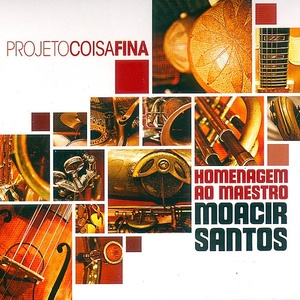 PROJETOCOISAFINA
HOMENAGEM
AO MAESTRO
MOACIR
SANTOS